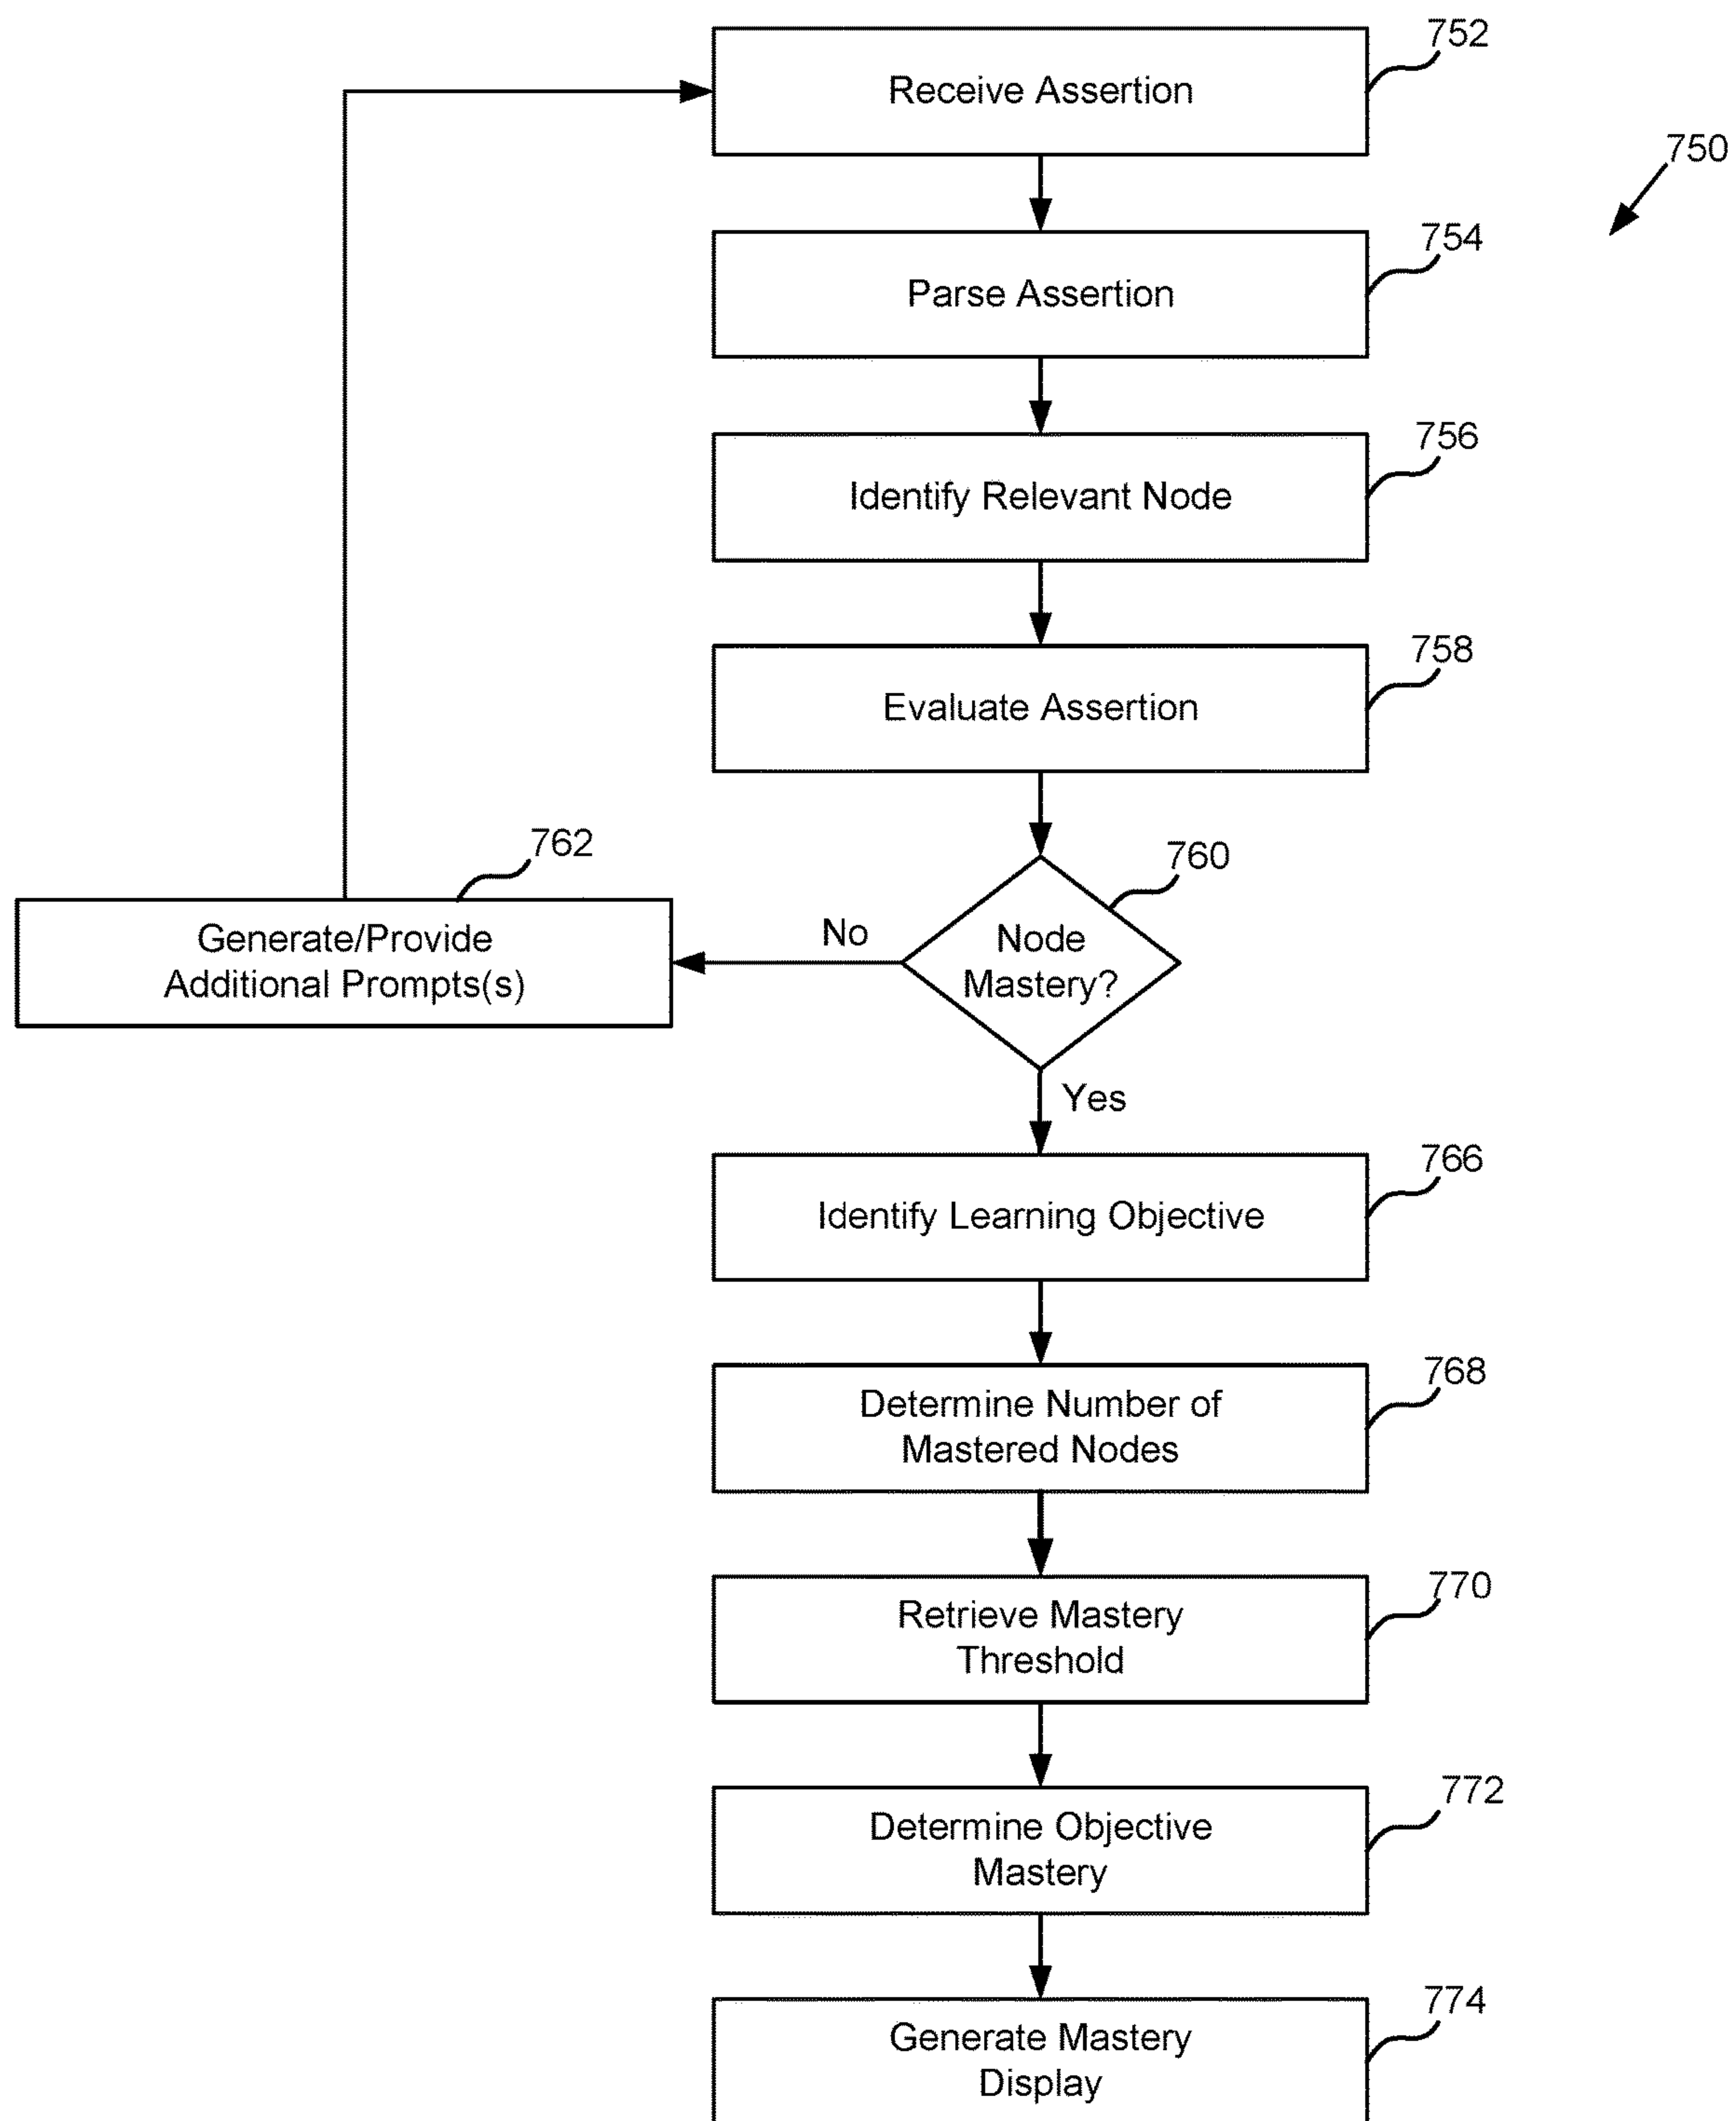 752
Receive Assertion
750
754
Parse Assertion
756
Identify Relevant Node
758
Evaluate Assertion
762
760
Generate/Provide
Additional Prompts(s)
No
Node
Mastery?
Yes
766
Identify Learning Objective
768
Determine Number of
Mastered Nodes
770
Retrieve Mastery
Threshold
772
Determine Objective
Mastery
774
Generate Mastery
Display